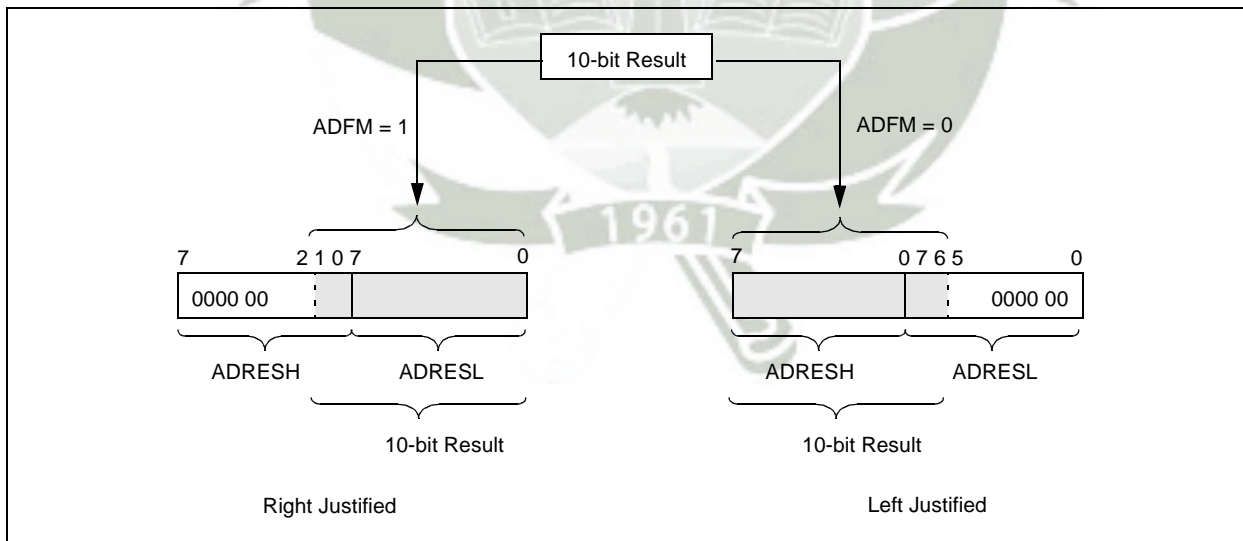 10-bit Result
ADFM = 1
ADFM = 0
1961
7 2 1 0 7 0
7 0 7 6 5 0
0000 00
0000 00
ADRESH ADRESL
ADRESH ADRESL
10-bit Result
10-bit Result
Right Justified
Left Justified